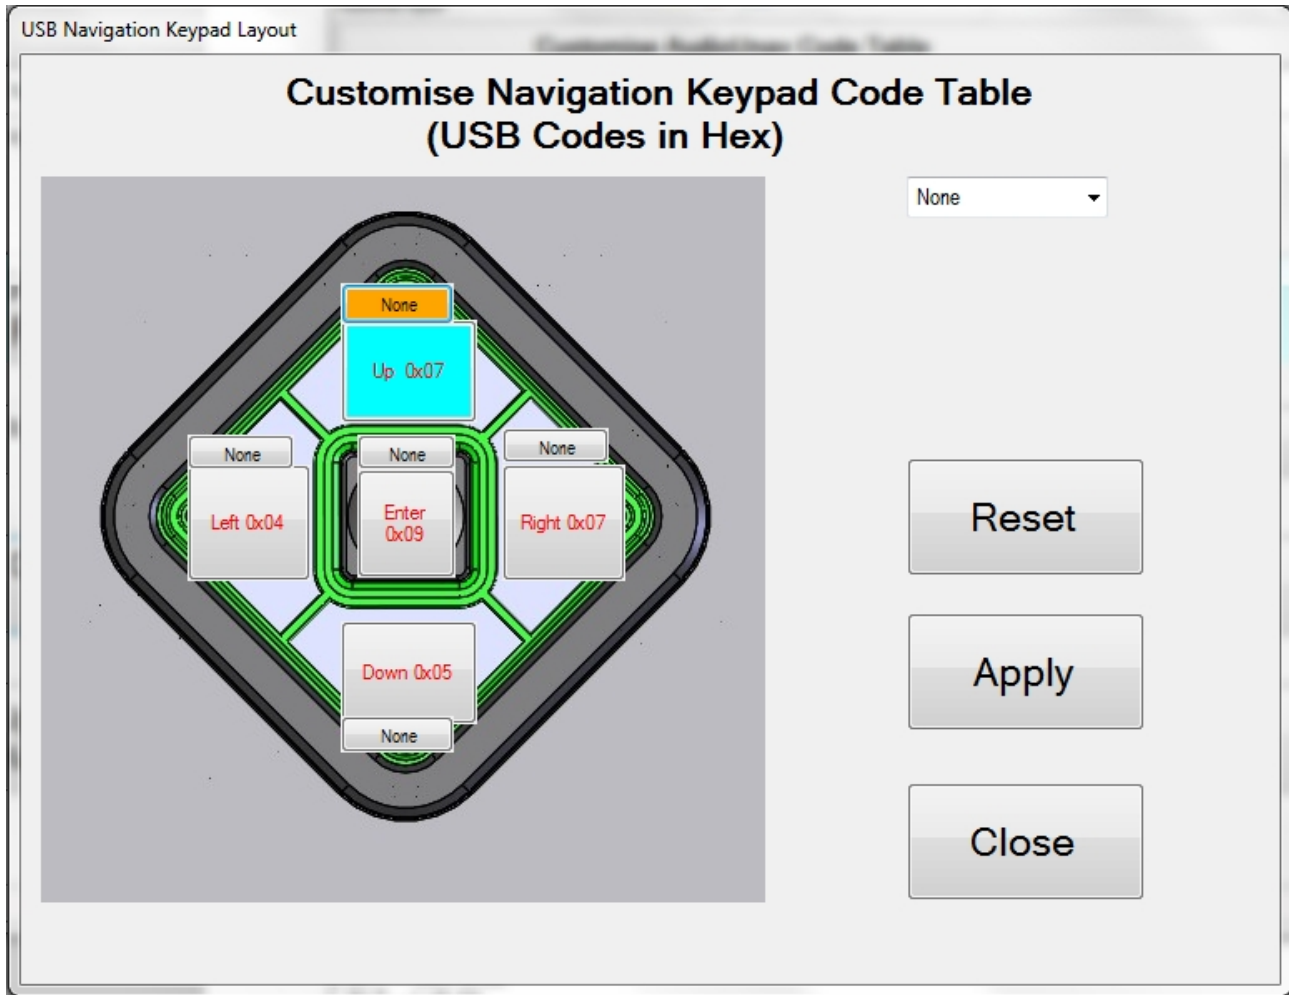 USB Navigation Keypad Layout
Customise Navigation Keypad Code Table
(USB Codes in Hex)
None
None
Up 0x07
None
Left 0x04
None
Enter
0x09
None
Right 0x07
Down 0x05
None
Reset
Apply
Close